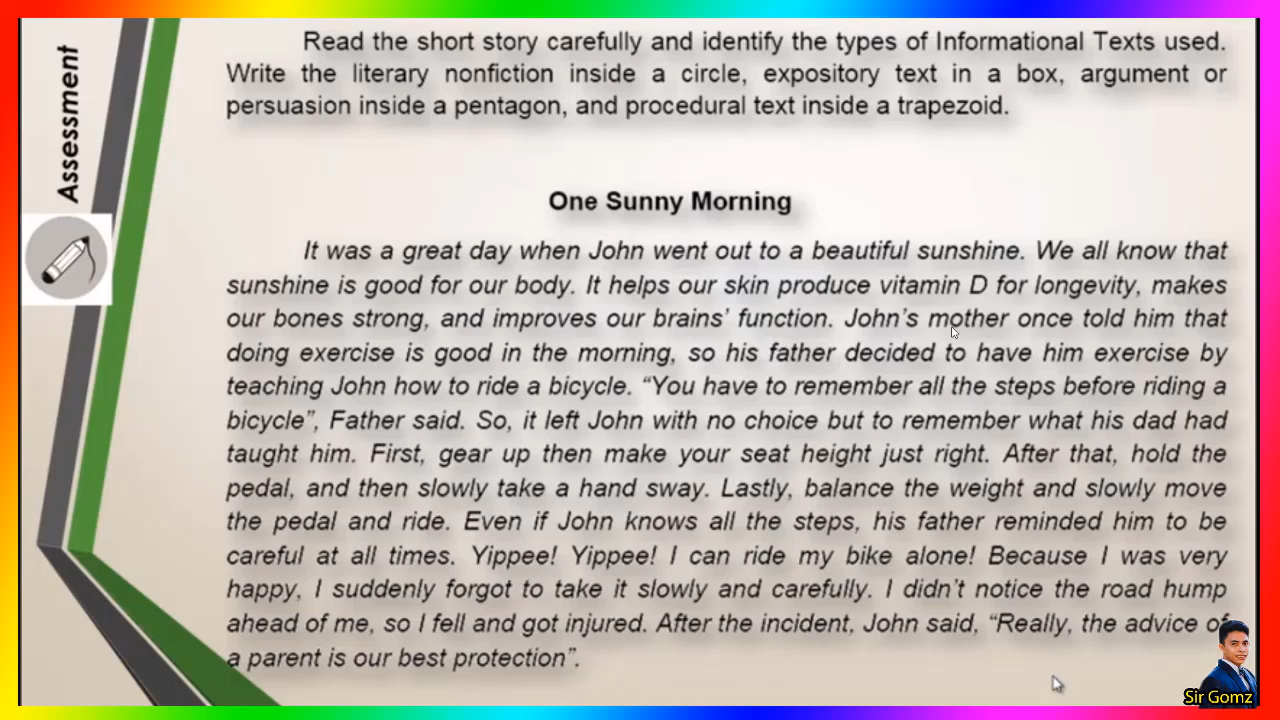 Assessment
Read the short story carefully and identify the types of Informational Texts used.
Write the literary nonfiction inside a circle, expository text in a box, argument or
persuasion inside a pentagon, and procedural text inside a trapezoid.
One Sunny Morning
It was a great day when John went out to a beautiful sunshine. We all know that
sunshine is good for our body. It helps our skin produce vitamin D for longevity, makes
our bones strong, and improves our brains’ function. John’s mother once told him that
doing exercise is good in the morning, so his father decided to have him exercise by
teaching John how to ride a bicycle. “You have to remember all the steps before riding a
bicycle”, Father said. So, it left John with no choice but to remember what his dad had
taught him. First, gear up then make your seat height just right. After that, hold the
pedal, and then slowly take a hand sway. Lastly, balance the weight and slowly move
the pedal and ride. Even if John knows all the steps, his father reminded him to be
careful at all times. Yippee! Yippee! I can ride my bike alone! Because I was very
happy, I suddenly forgot to take it slowly and carefully. I didn’t notice the road hump
ahead of me, so I fell and got injured. After the incident, John said, “Really, the advice of
a parent is our best protection”.
Sir Gomz